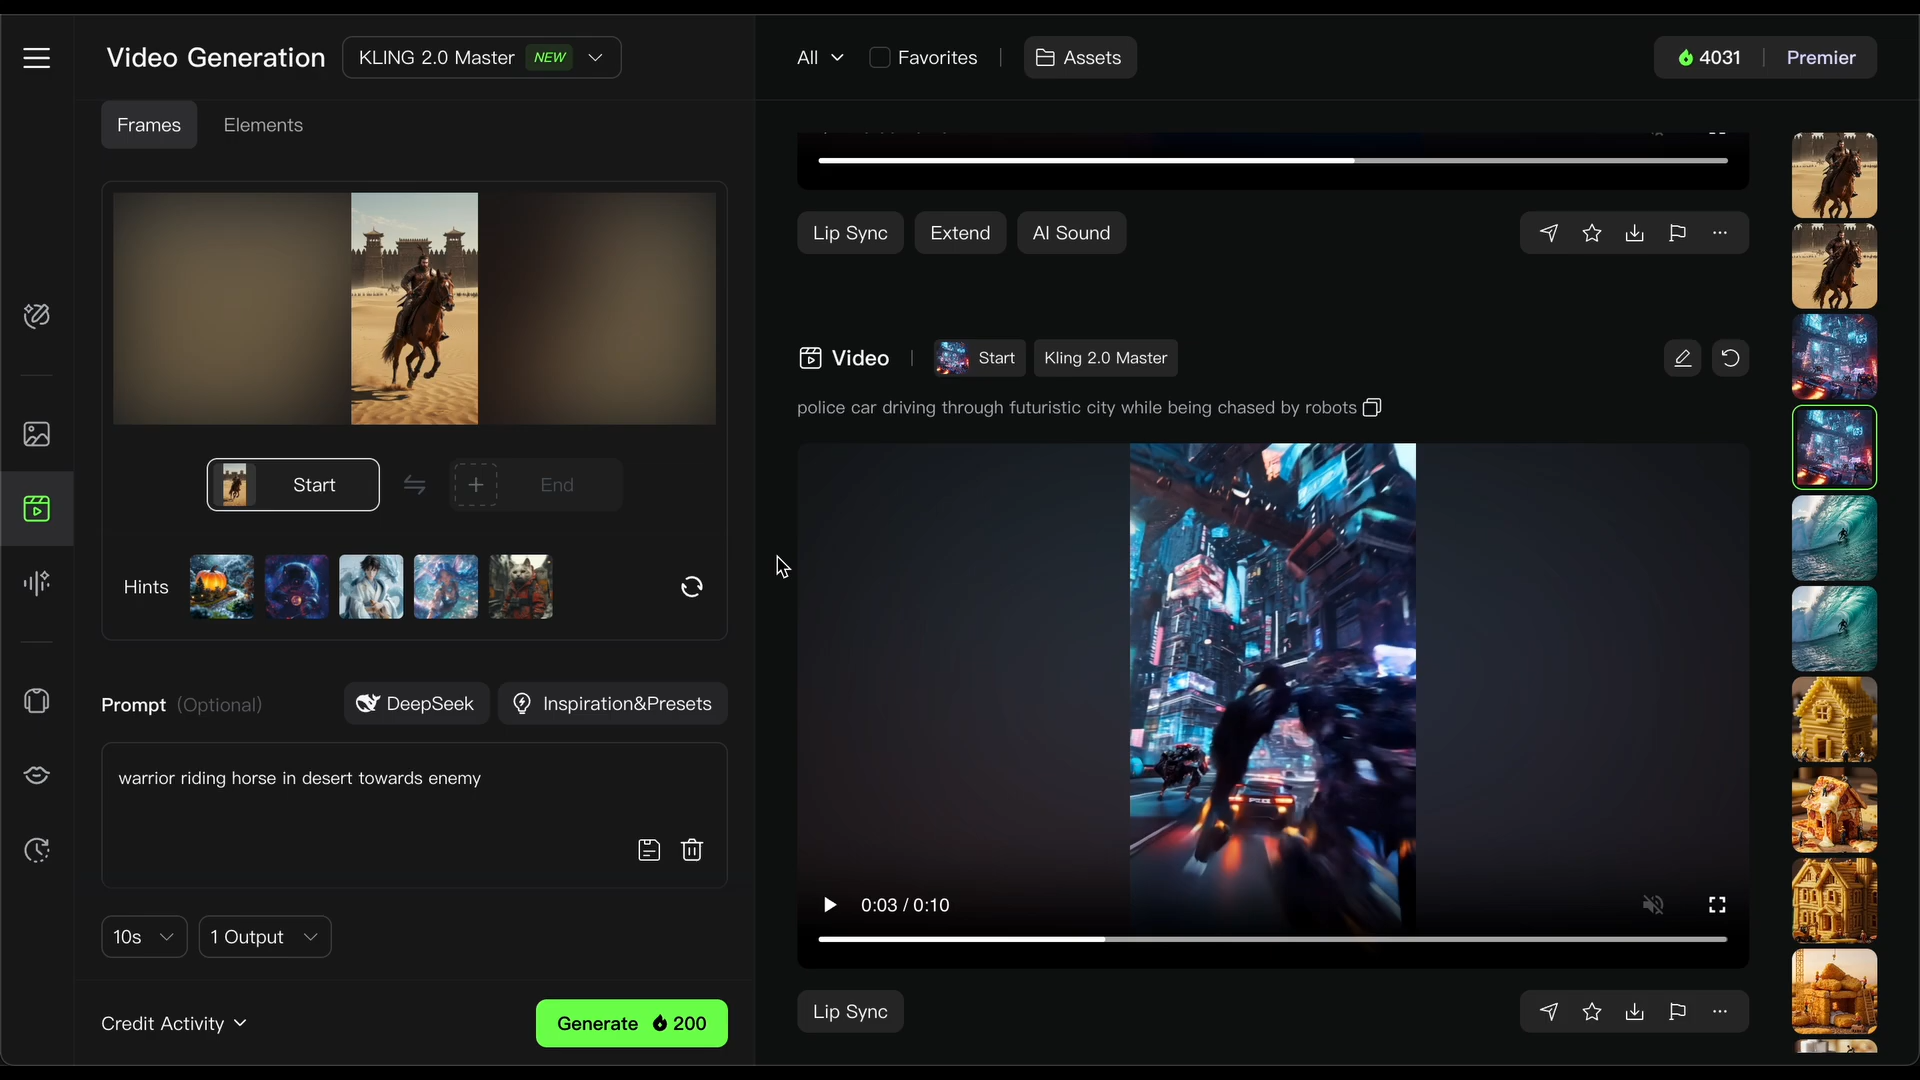 Video Generation
KLING 2.0 Master NEW
All
Favorites
Assets
4031
Premier
Frames
Elements
Lip Sync
Extend
AI Sound
Start
End
Hints
Video
Start
Kling 2.0 Master
police car driving through futuristic city while being chased by robots
Prompt (Optional)
DeepSeek
Inspiration&Presets
warrior riding horse in desert towards enemy
0:03 / 0:10
10s
1 Output
Credit Activity
Generate 200
Lip Sync